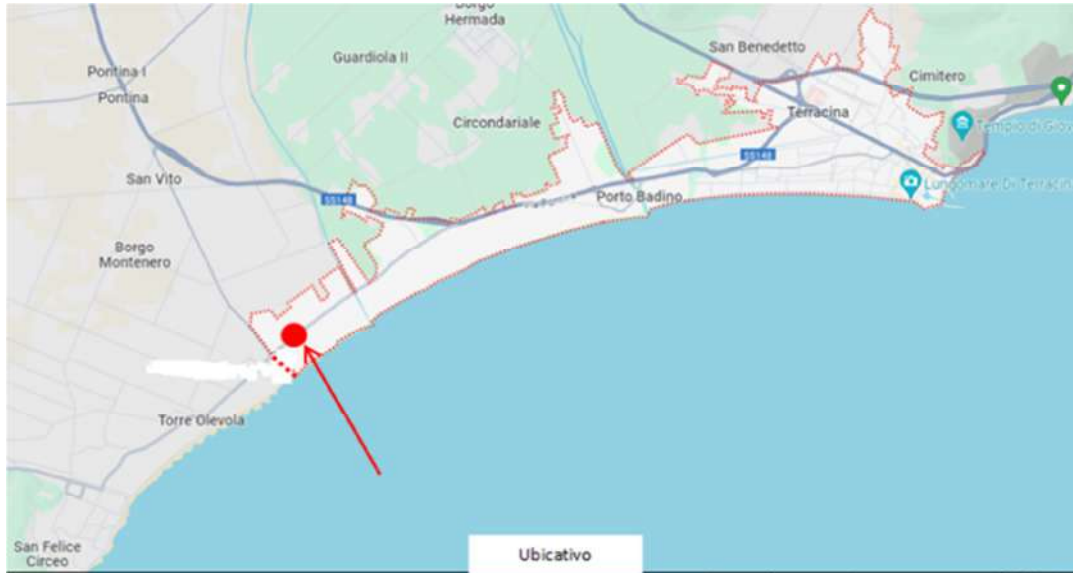 Borgo
Hermada
Guardiola II
San Benedetto
Pontina I
Pontina
Cimitero
Circondariale
Terracina
Tempio di Giov
SS148
San Vito
Lungomare Di Terracina
Porto Badino
SS148
Borgo
Montenero
Torre Olevola
San Felice
Circeo
Ubicativo